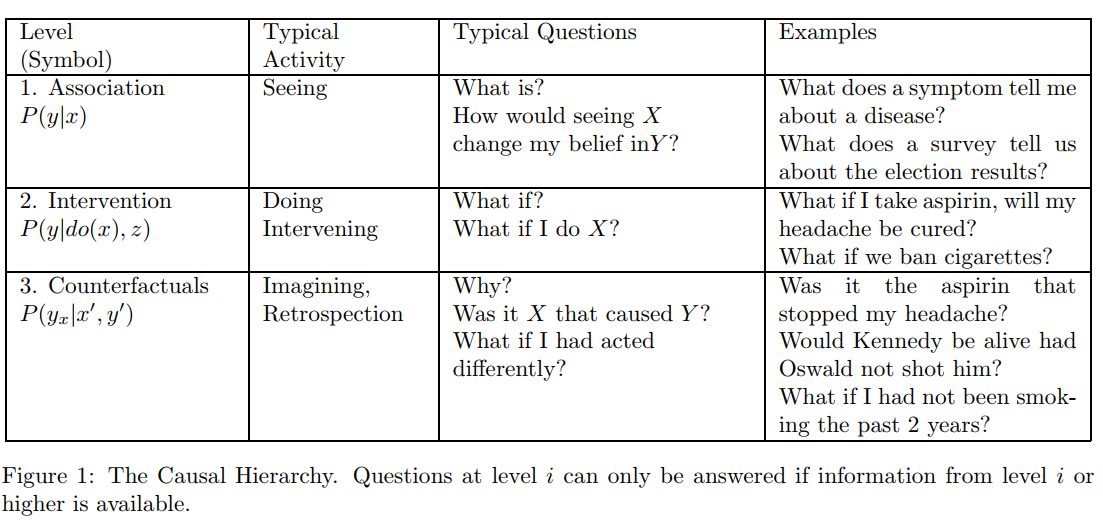 Level
(Symbol)
Typical
Activity
Typical Questions
Examples
1. Association
P(y|x)
Seeing
What is?
How would seeing X
change my belief inY?
What does a symptom tell me
about a disease?
What does a survey tell us
about the election results?
2. Intervention
P(y|do(x), z)
Doing
Intervening
What if?
What if I do X?
What if I take aspirin, will my
headache be cured?
What if we ban cigarettes?
3. Counterfactuals
P(yₓ|x′, y′)
Imagining,
Retrospection
Why?
Was it X that caused Y?
What if I had acted
differently?
Was it the aspirin that
stopped my headache?
Would Kennedy be alive had
Oswald not shot him?
What if I had not been smok-
ing the past 2 years?
Figure 1: The Causal Hierarchy. Questions at level i can only be answered if information from level i or
higher is available.